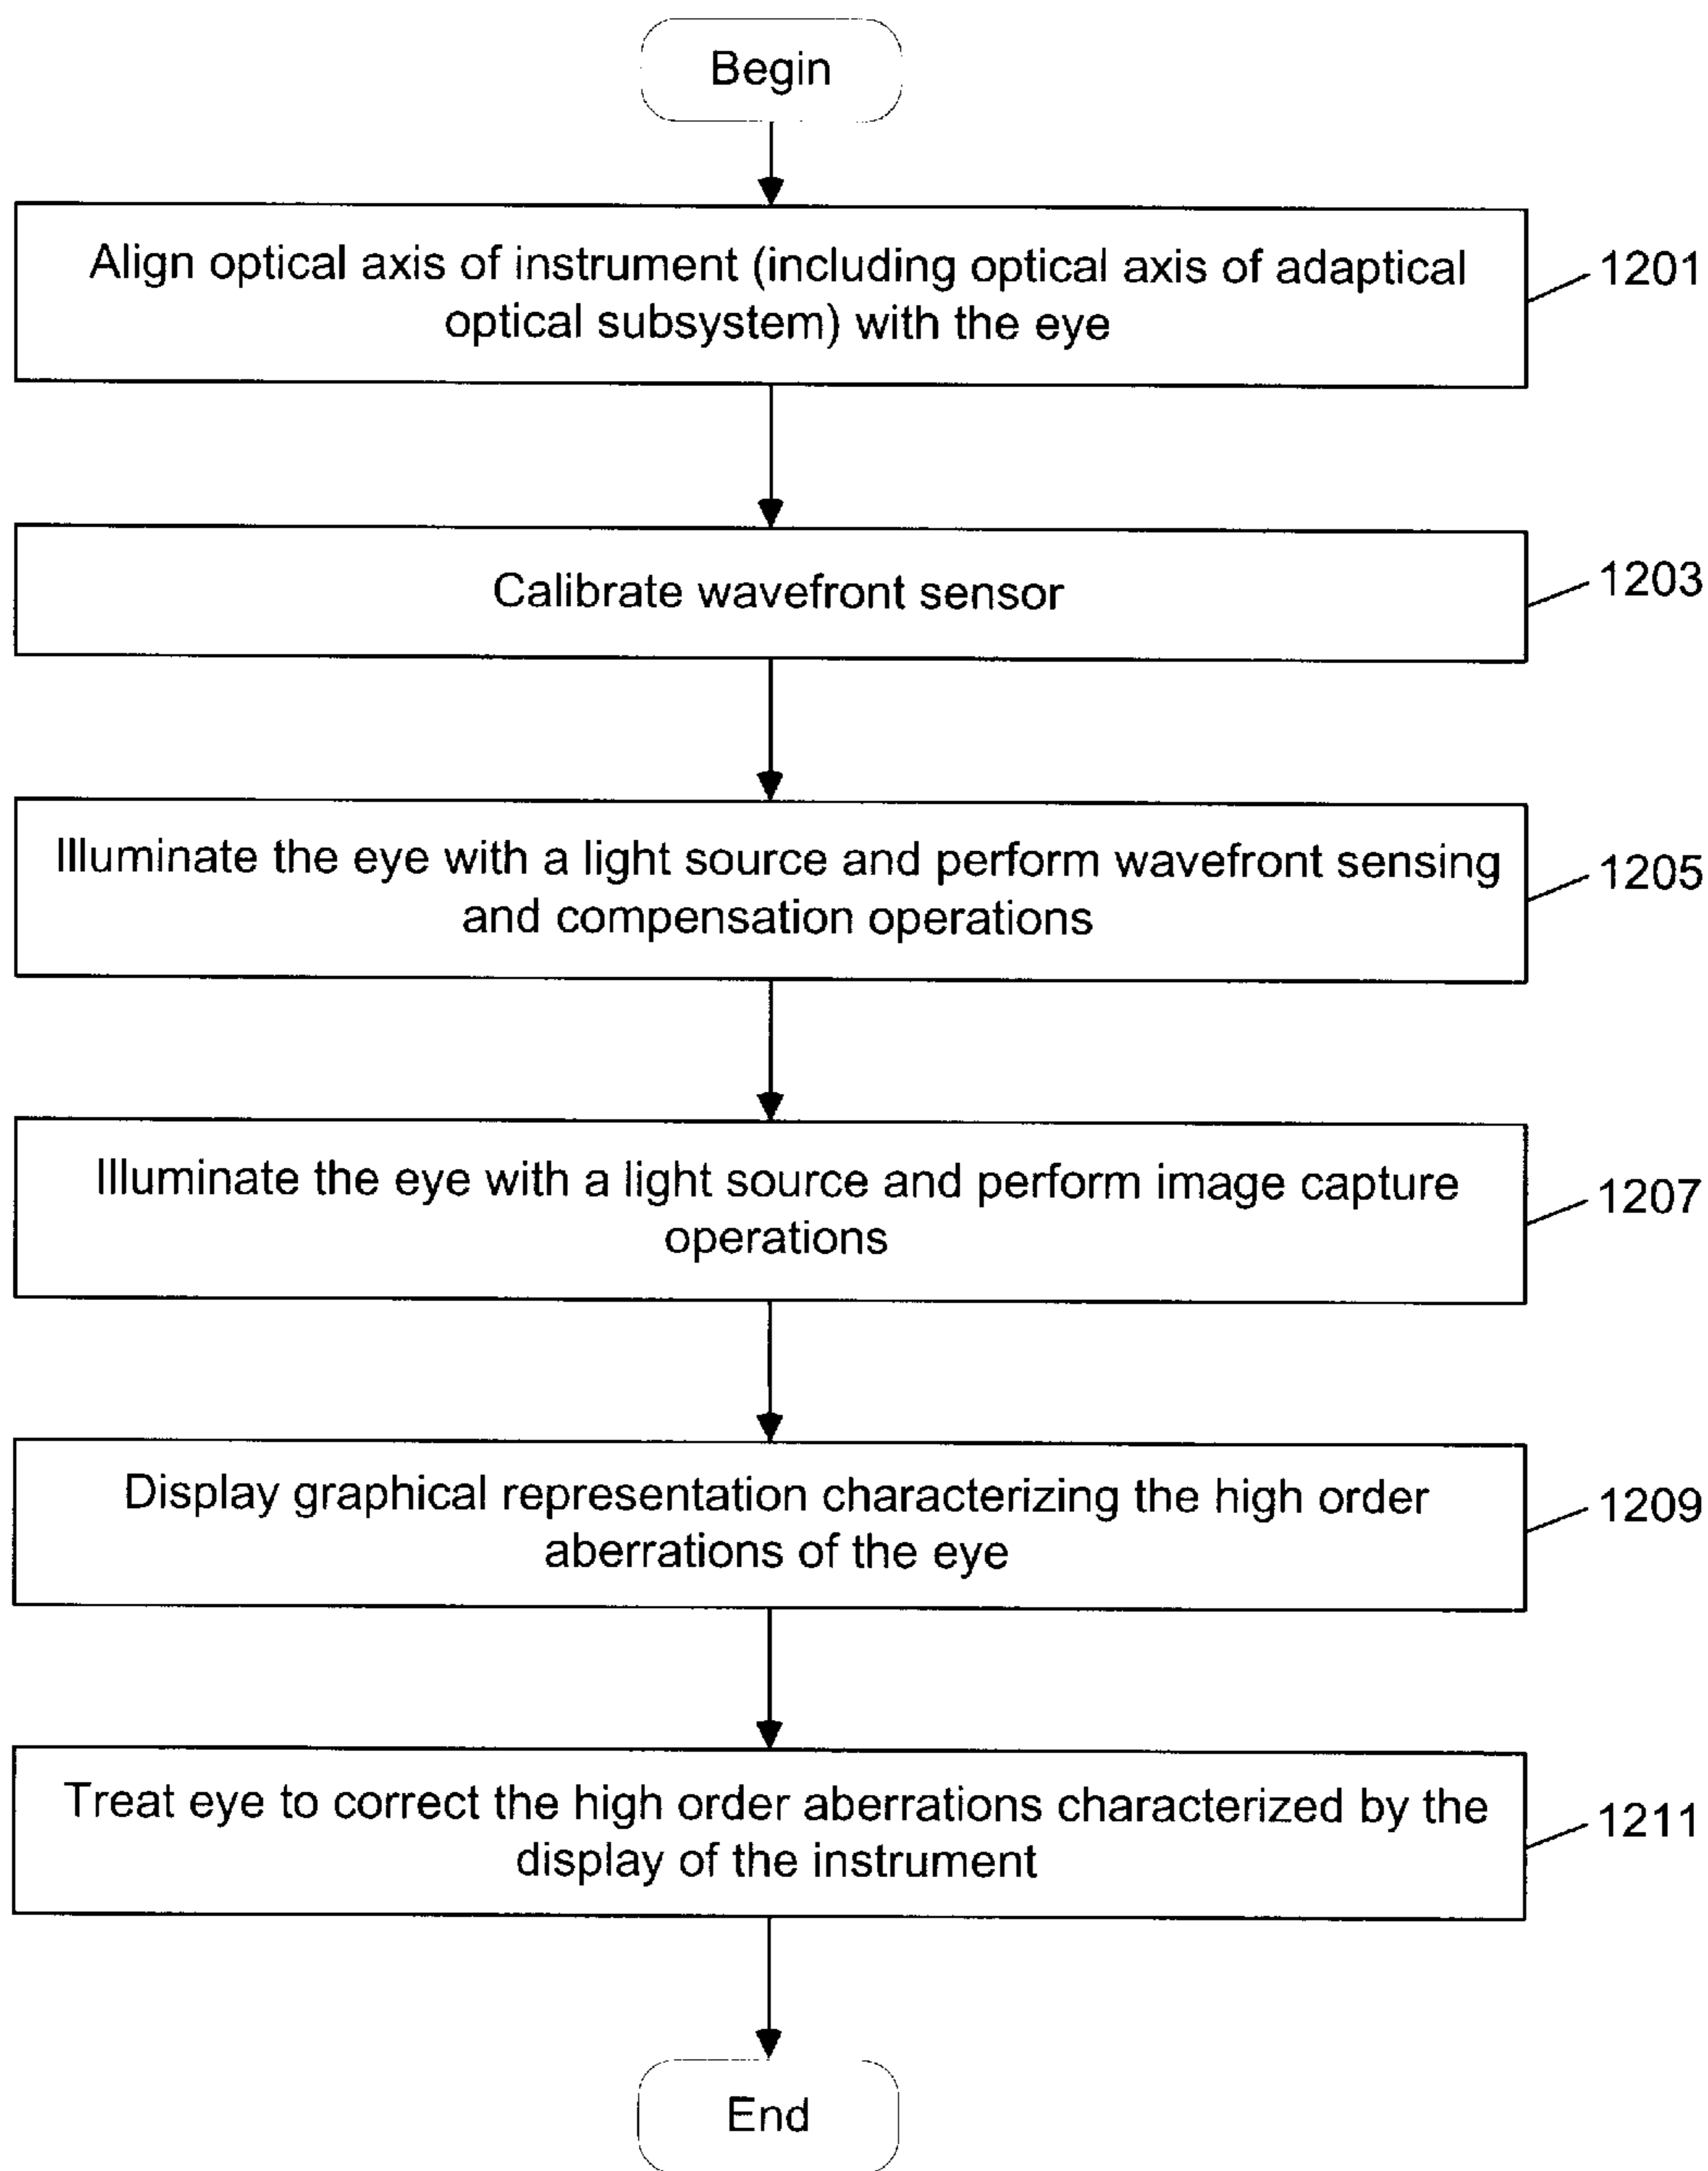 Begin
Align optical axis of instrument (including optical axis of adaptical
optical subsystem) with the eye
1201
Calibrate wavefront sensor
1203
Illuminate the eye with a light source and perform wavefront sensing
and compensation operations
1205
Illuminate the eye with a light source and perform image capture
operations
1207
Display graphical representation characterizing the high order
aberrations of the eye
1209
Treat eye to correct the high order aberrations characterized by the
display of the instrument
1211
End